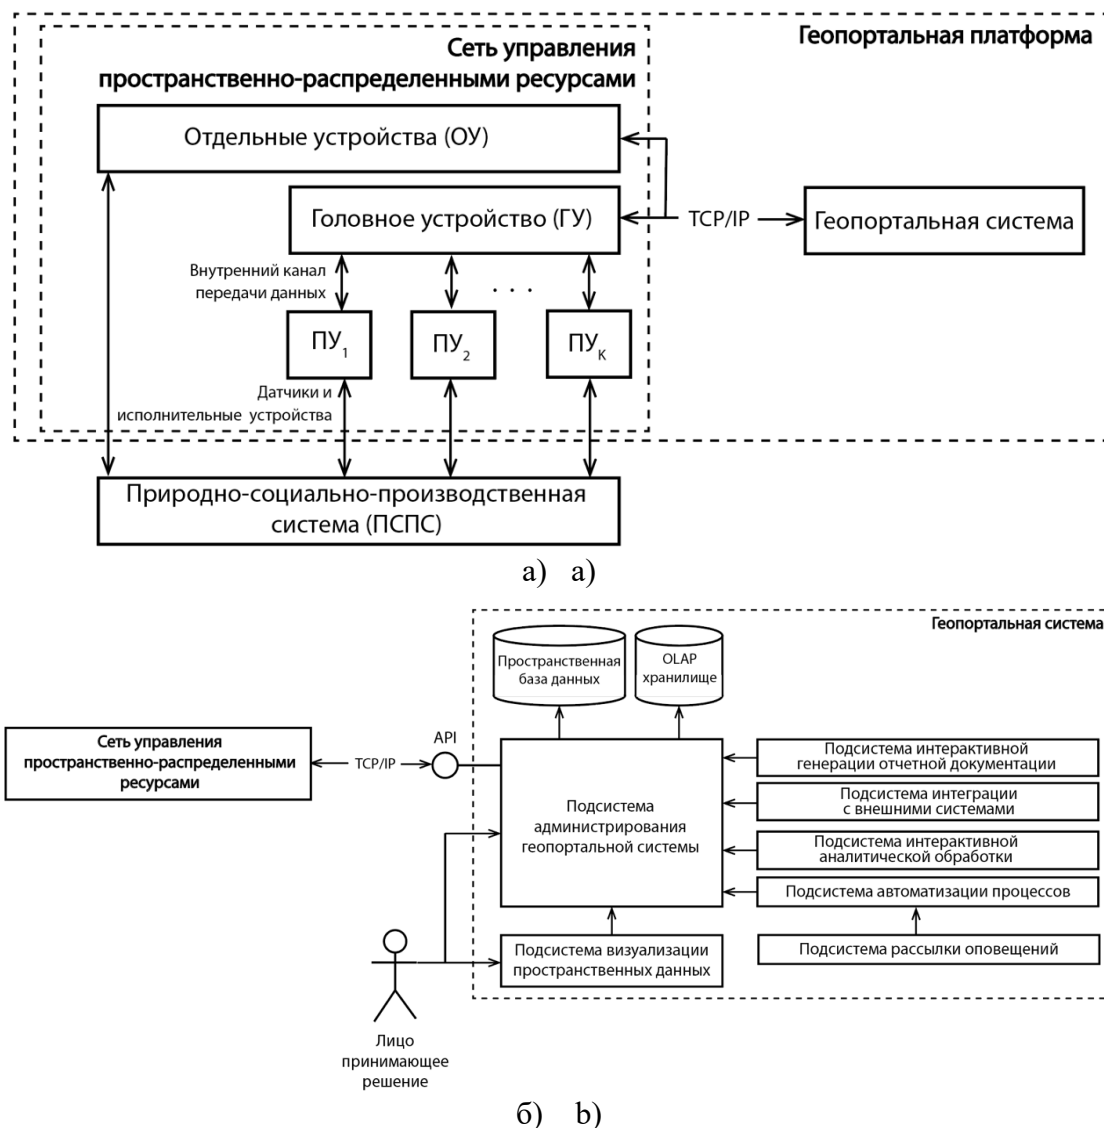 Геопортальная платформа
Сеть управления
пространственно-распределенными ресурсами
Отдельные устройства (ОУ)
Головное устройство (ГУ)
TCP/IP
Геопортальная система
Внутренний канал
передачи данных
. . .
ПУ1
ПУ2
ПУK
Датчики и
исполнительные устройства
Природно-социально-производственная
система (ПСПС)
а) a)
Геопортальная система
Пространственная
база данных
OLAP
хранилище
Сеть управления
пространственно-распределенными
ресурсами
TCP/IP
API
Подсистема
администрирования
геопортальной системы
Подсистема интерактивной
генерации отчетной документации
Подсистема интеграции
с внешними системами
Подсистема интерактивной
аналитической обработки
Подсистема автоматизации процессов
Подсистема рассылки оповещений
Подсистема визуализации
пространственных данных
Лицо
принимающее
решение
б) b)